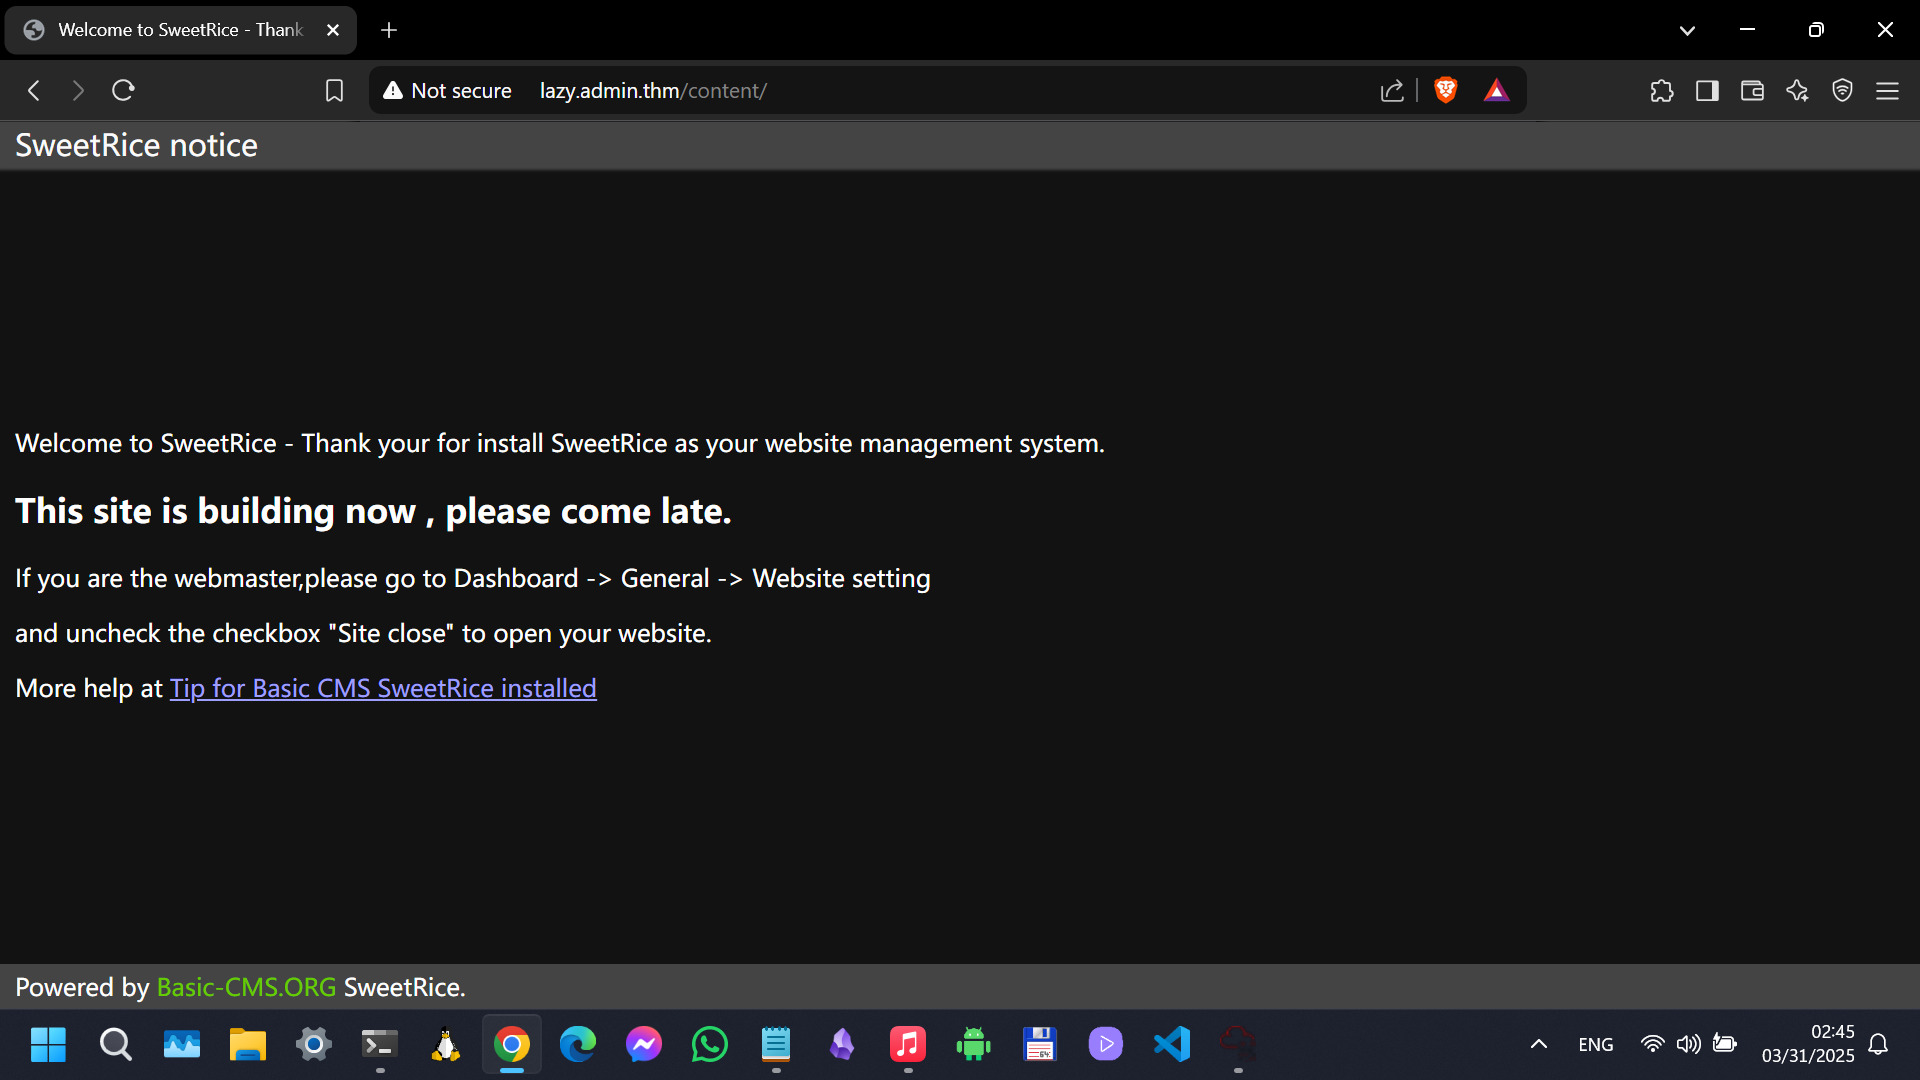 Welcome to SweetRice - Thank
Not secure lazy.admin.thm/content/
SweetRice notice
Welcome to SweetRice - Thank your for install SweetRice as your website management system.
This site is building now , please come late.
If you are the webmaster,please go to Dashboard -> General -> Website setting
and uncheck the checkbox "Site close" to open your website.
More help at Tip for Basic CMS SweetRice installed
Powered by Basic-CMS.ORG SweetRice.
64
ENG
02:45
03/31/2025